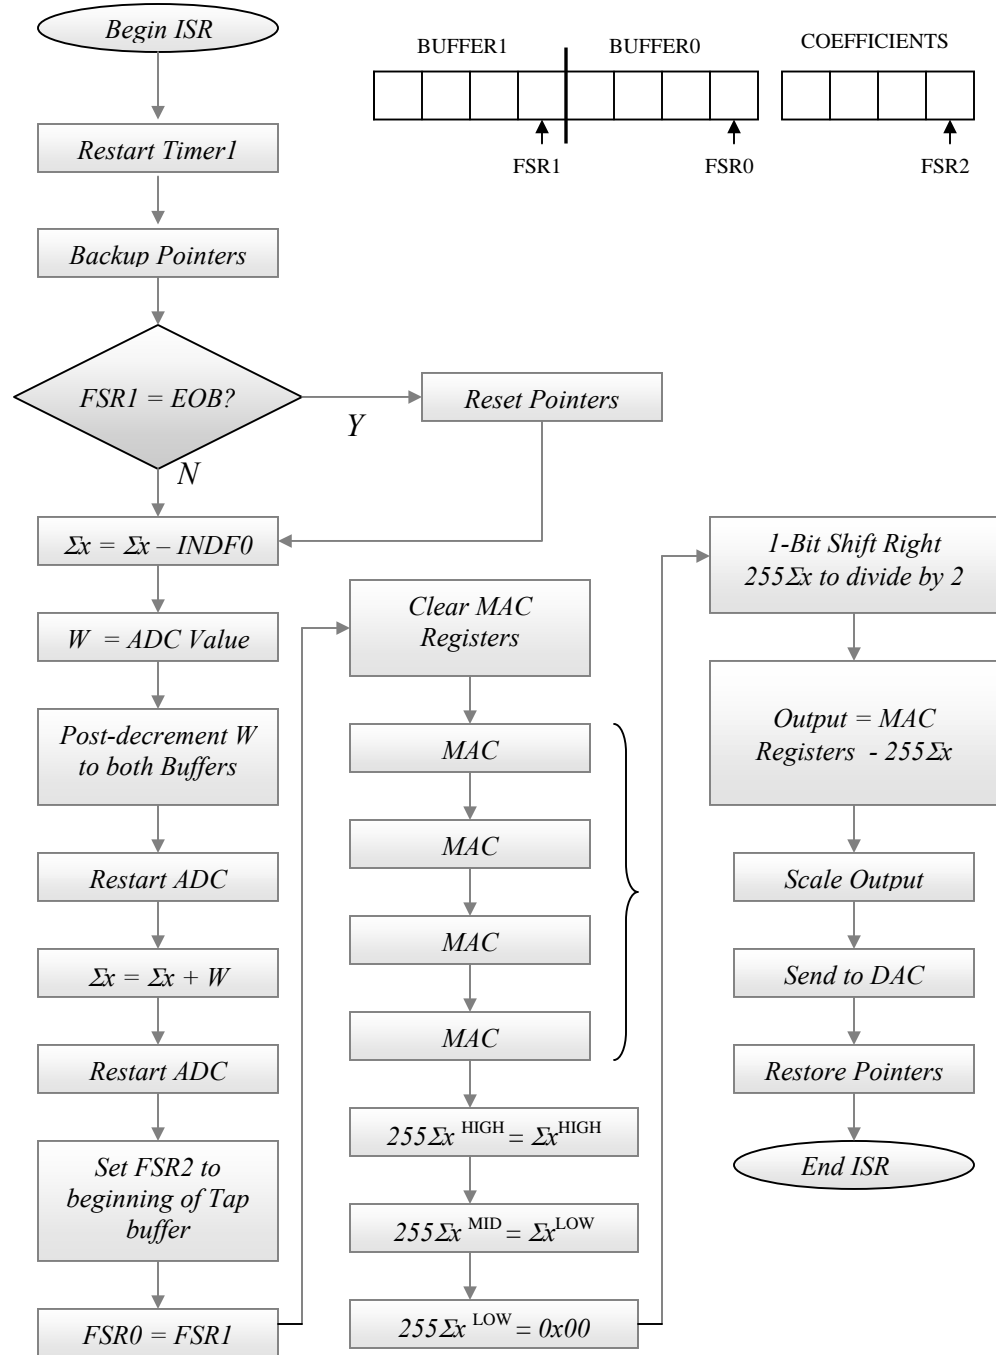 Begin ISR
Restart Timer1
Backup Pointers
FSR1 = EOB?
Y
Reset Pointers
N
Σx = Σx – INDF0
W = ADC Value
Post-decrement W
to both Buffers
Restart ADC
Σx = Σx + W
Restart ADC
Set FSR2 to
beginning of Tap
buffer
FSR0 = FSR1
BUFFER1
BUFFER0
COEFFICIENTS
FSR1
FSR0
FSR2
Clear MAC
Registers
MAC
MAC
MAC
MAC
255Σx HIGH = Σx HIGH
255Σx MID = Σx LOW
255Σx LOW = 0x00
1-Bit Shift Right
255Σx to divide by 2
Output = MAC
Registers - 255Σx
Scale Output
Send to DAC
Restore Pointers
End ISR